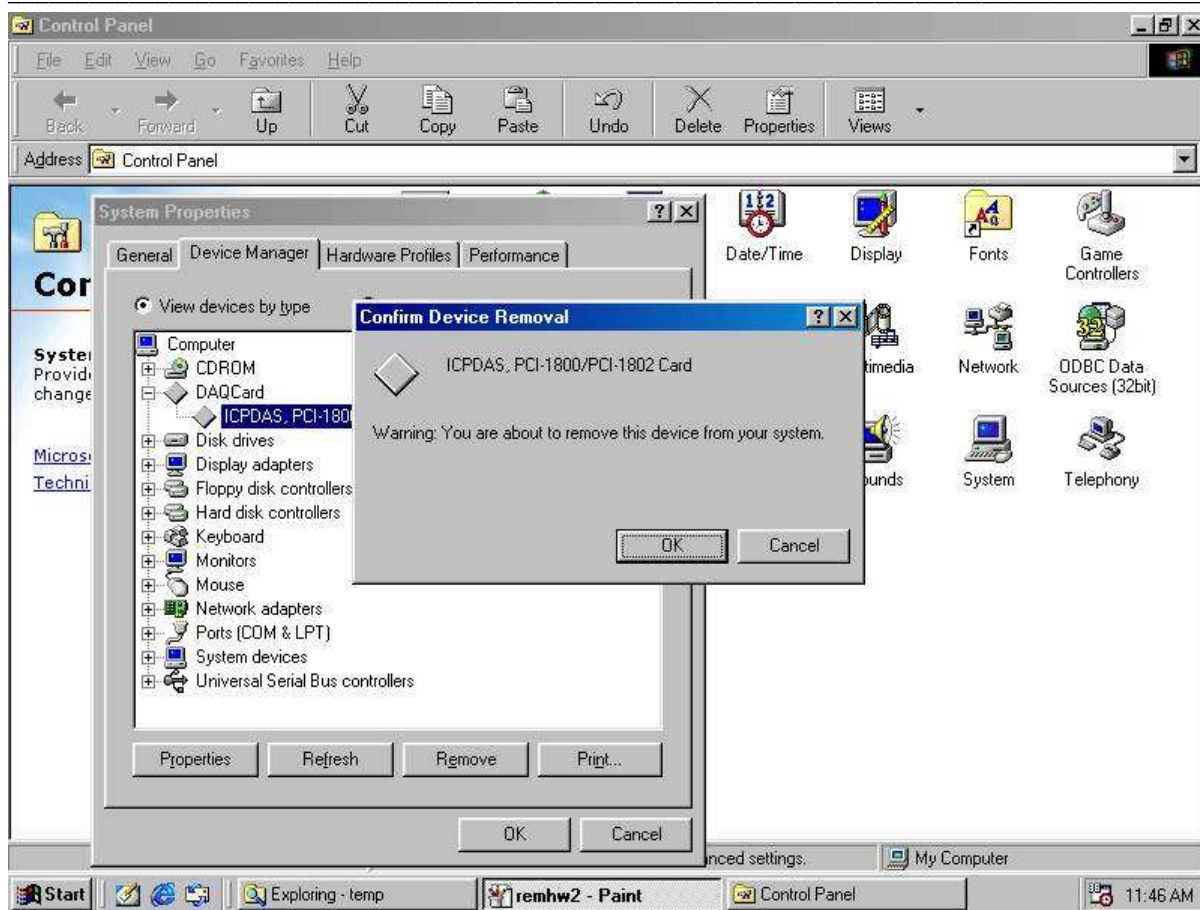 Control Panel
File Edit View Go Favorites Help
Back Forward Up Cut Copy Paste Undo Delete Properties Views
Address Control Panel
System Properties
General Device Manager Hardware Profiles Performance
View devices by type
Computer
CDROM
DAQCard
ICPDAS, PCI-180
Disk drives
Display adapters
Floppy disk controllers
Hard disk controllers
Keyboard
Monitors
Mouse
Network adapters
Ports (COM & LPT)
System devices
Universal Serial Bus controllers
Properties Refresh Remove Print...
OK Cancel
Confirm Device Removal
ICPDAS, PCI-1800/PCI-1802 Card
Warning: You are about to remove this device from your system.
OK Cancel
Date/Time Display Fonts Game
Controllers
Network ODBC Data
Sources (32bit)
System Telephony
settings. My Computer
Start Exploring - temp remhw2 - Paint Control Panel 11:46 AM